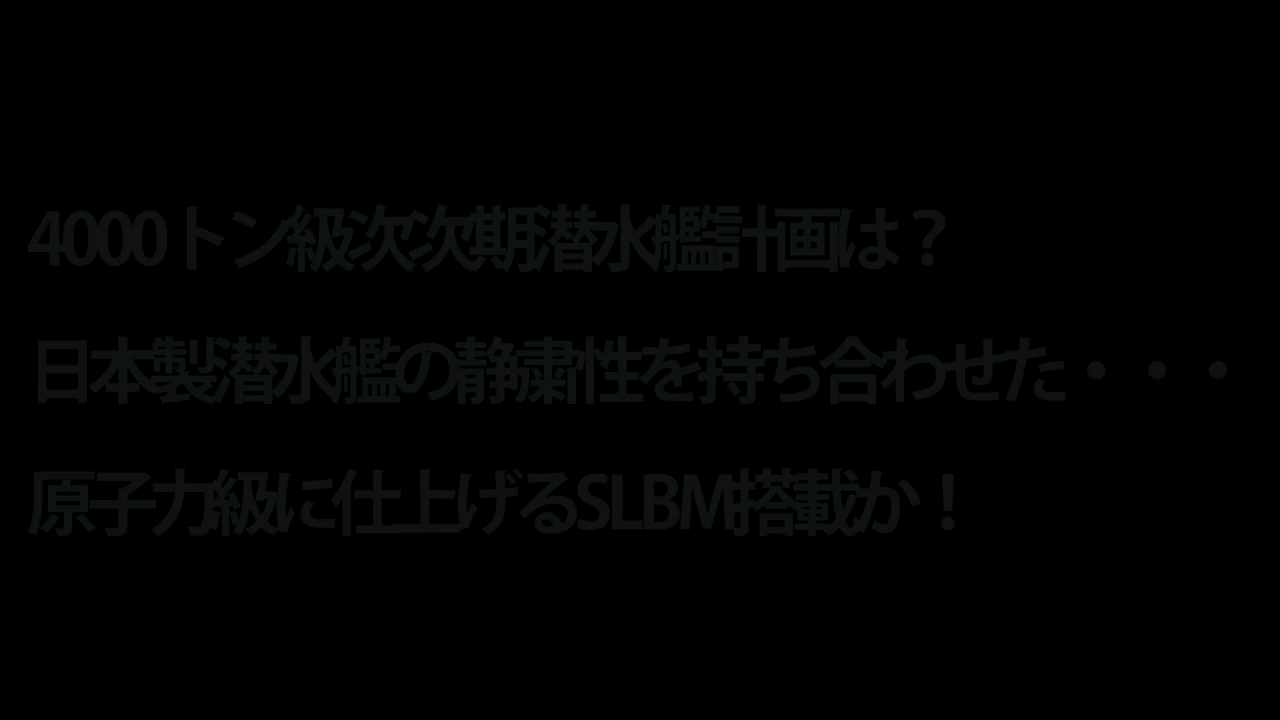 4000トン級次次期潜水艦計画は？
日本製潜水艦の静粛性を持ち合わせた・・・
原子力級に仕上げるSLBM搭載か！